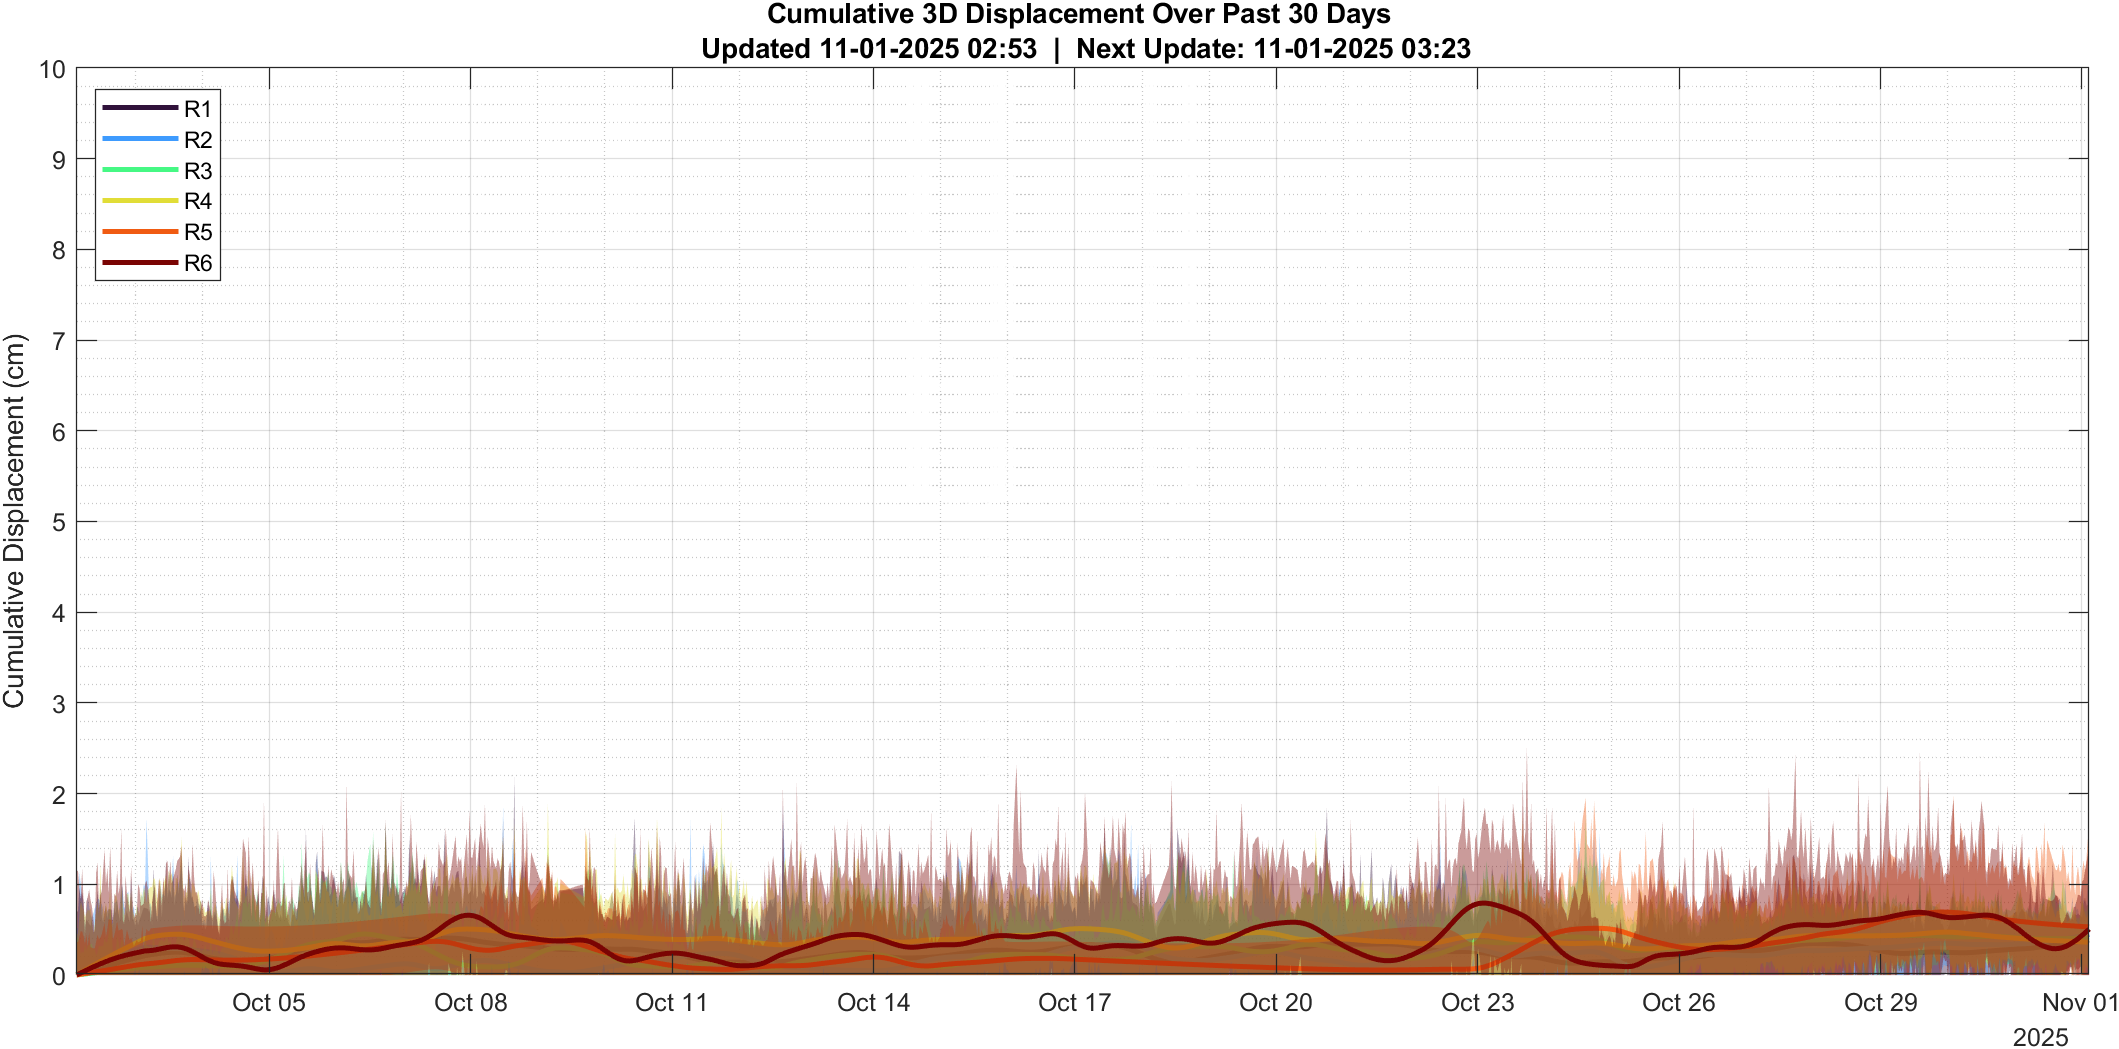 Cumulative 3D Displacement Over Past 30 Days
Updated 11-01-2025 02:53 | Next Update: 11-01-2025 03:23
Cumulative Displacement (cm)
10
9
8
7
6
5
4
3
2
1
0
R1
R2
R3
R4
R5
R6
Oct 05 Oct 08 Oct 11 Oct 14 Oct 17 Oct 20 Oct 23 Oct 26 Oct 29 Nov 01
2025